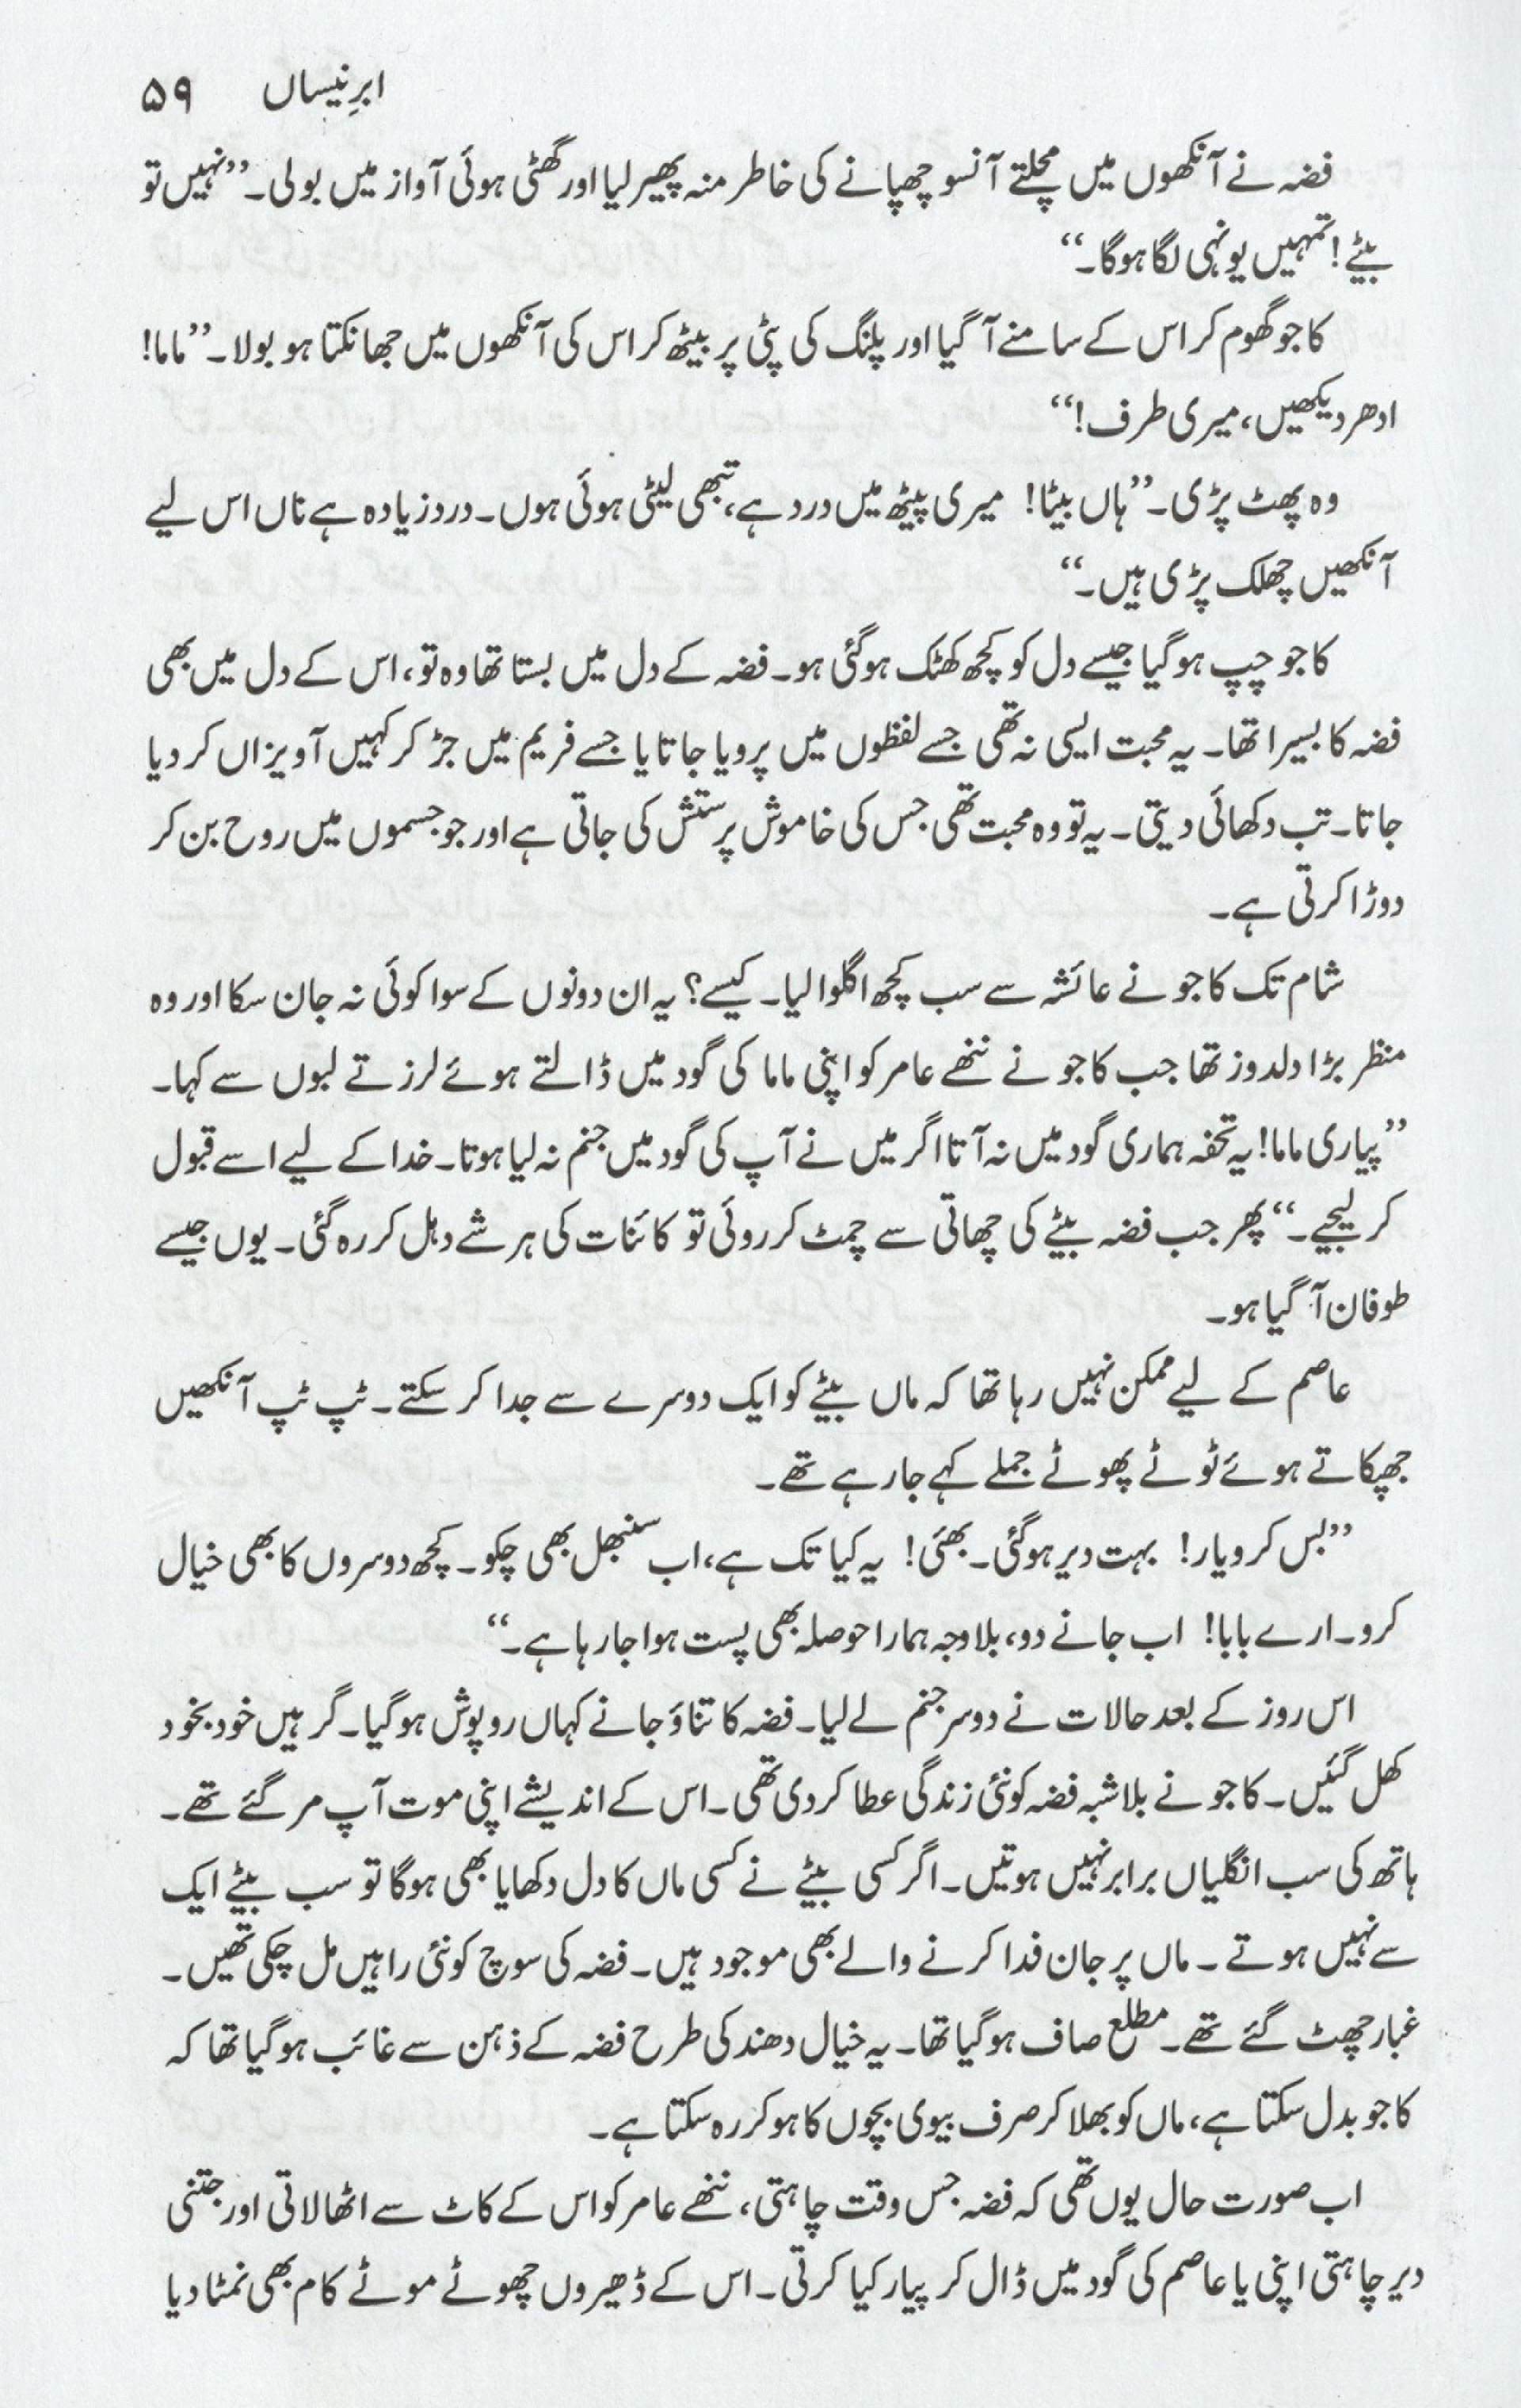 ابرِ نیساں ۵۹
فضہ نے آنکھوں میں مچلتے آنسو چھپانے کی خاطر منہ پھیر لیا اور گھٹی ہوئی آواز میں بولی۔ ’’نہیں تو
بیٹے! تمہیں یونہی لگا ہوگا۔‘‘
کاجو گھوم کر اس کے سامنے آ گیا اور پلنگ کی پٹی پر بیٹھ کر اس کی آنکھوں میں جھانکتا ہو بولا۔ ’’ماما!
ادھر دیکھیں، میری طرف!‘‘
وہ پھٹ پڑی۔ ’’ہاں بیٹا! میری پیٹھ میں درد ہے، تبھی لیٹی ہوئی ہوں۔ درد زیادہ ہے ناں اس لیے
آنکھیں چھلک پڑی ہیں۔‘‘
کاجو چپ ہو گیا جیسے دل کو کچھ کھٹک ہوگئی ہو۔ فضہ کے دل میں بستا تھا وہ تو، اس کے دل میں بھی
فضہ کا بسیرا تھا۔ یہ محبت ایسی نہ تھی جسے لفظوں میں پرویا جاتا یا جسے فریم میں جڑ کر کہیں آویزاں کر دیا
جاتا۔ تب دکھائی دیتی۔ یہ تو وہ محبت تھی جس کی خاموش پرستش کی جاتی ہے اور جو جسموں میں روح بن کر
دوڑا کرتی ہے۔
شام تک کاجو نے عائشہ سے سب کچھ اگلوا لیا۔ کیسے؟ یہ ان دونوں کے سوا کوئی نہ جان سکا اور وہ
منظر بڑا دلدوز تھا جب کاجو نے ننھے عامر کو اپنی ماما کی گود میں ڈالتے ہوئے لرزتے لبوں سے کہا۔
’’پیاری ماما! یہ تحفہ ہماری گود میں نہ آتا اگر میں نے آپ کی گود میں جنم نہ لیا ہوتا۔ خدا کے لیے اسے قبول
کر لیجیے۔‘‘ پھر جب فضہ بیٹے کی چھاتی سے چمٹ کر روئی تو کائنات کی ہر شے دہل کر رہ گئی۔ یوں جیسے
طوفان آ گیا ہو۔
عاصم کے لیے ممکن نہیں رہا تھا کہ ماں بیٹے کو ایک دوسرے سے جدا کر سکتے۔ ٹپ ٹپ آنکھیں
جھپکاتے ہوئے ٹوٹے پھوٹے جملے کہے جا رہے تھے۔
’’بس کرو یار! بہت دیر ہوگئی۔ بھئی! یہ کیا تک ہے، اب سنبھل بھی چکو۔ کچھ دوسروں کا بھی خیال
کرو۔ ارے بابا! اب جانے دو، بلاوجہ ہمارا حوصلہ بھی پست ہوا جا رہا ہے۔‘‘
اس روز کے بعد حالات نے دوسر جنم لے لیا۔ فضہ کا تناؤ جانے کہاں روپوش ہو گیا۔ گرہیں خود بخود
کھل گئیں۔ کاجو نے بلاشبہ فضہ کو نئی زندگی عطا کر دی تھی۔ اس کے اندیشے اپنی موت آپ مر گئے تھے۔
ہاتھ کی سب انگلیاں برابر نہیں ہوتیں۔ اگر کسی بیٹے نے کسی ماں کا دل دکھایا بھی ہوگا تو سب بیٹے ایک
سے نہیں ہوتے۔ ماں پر جان فدا کرنے والے بھی موجود ہیں۔ فضہ کی سوچ کو نئی راہیں مل چکی تھیں۔
غبار چھٹ گئے تھے۔ مطلع صاف ہو گیا تھا۔ یہ خیال دھند کی طرح فضہ کے ذہن سے غائب ہو گیا تھا کہ
کاجو بدل سکتا ہے، ماں کو بھلا کر صرف بیوی بچوں کا ہو کر رہ سکتا ہے۔
اب صورت حال یوں تھی کہ فضہ جس وقت چاہتی، ننھے عامر کو اس کے کاٹ سے اٹھا لاتی اور جتنی
دیر چاہتی اپنی یا عاصم کی گود میں ڈال کر پیار کیا کرتی۔ اس کے ڈھیروں چھوٹے موٹے کام بھی نمٹا دیا